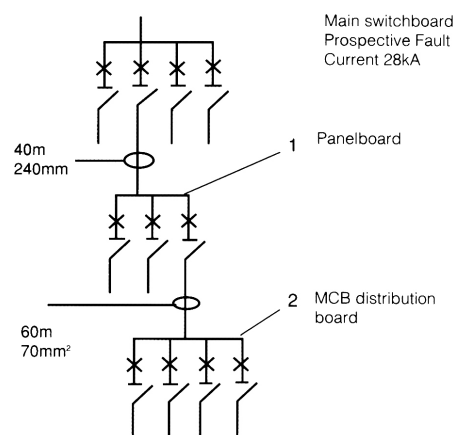 Main switchboard
Prospective Fault
Current 28kA
40m
240mm
1 Panelboard
60m
70mm²
2 MCB distribution
board